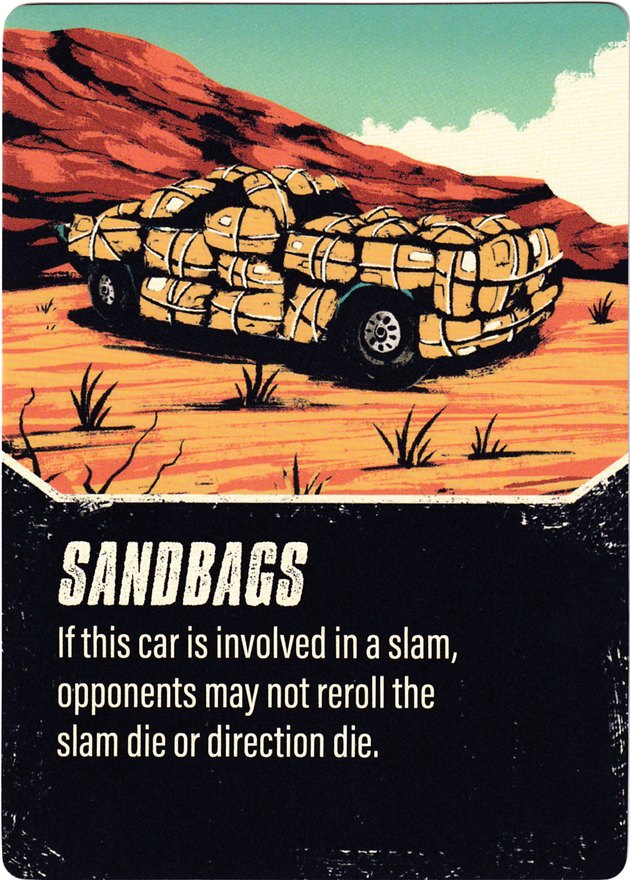 SANDBAGS
If this car is involved in a slam,
opponents may not reroll the
slam die or direction die.